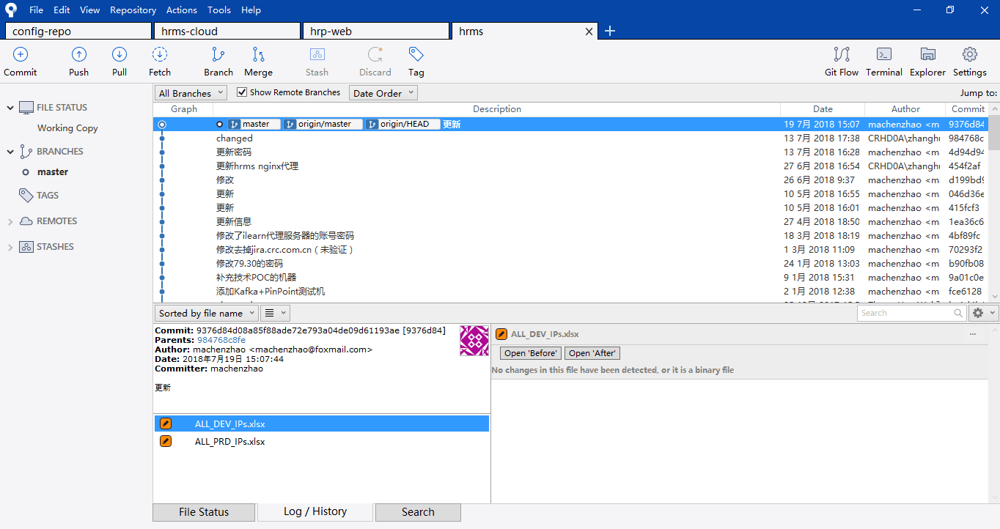 File Edit View Repository Actions Tools Help
config-repo hrms-cloud hrp-web hrms
Commit Push Pull Fetch Branch Merge Stash Discard Tag Git Flow Terminal Explorer Settings
All Branches Show Remote Branches Date Order Jump to:
FILE STATUS
Working Copy
BRANCHES
master
TAGS
REMOTES
STASHES
Graph Description Date Author Commit
master origin/master origin/HEAD 更新 19 7月 2018 15:07 machenzhao <m 9376d84
changed 13 7月 2018 17:38 CRHD0A\zhanghu 984768c
更新密码 13 7月 2018 16:28 machenzhao <m 4d94d94
更新hrms nginx代理 27 6月 2018 16:54 CRHD0A\zhanghu 454f2af
修改 26 6月 2018 9:37 machenzhao <m d199bd9
更新 10 5月 2018 16:55 machenzhao <m 046d36e
更新 10 5月 2018 16:01 machenzhao <m 415fcf3
更新信息 27 4月 2018 18:50 machenzhao <m 1ea36c6
修改了ilearn代理服务器的账号密码 18 3月 2018 18:19 machenzhao <m 4bf89fc
修改去掉jira.crc.com.cn（未验证） 1 3月 2018 11:09 machenzhao <m 70293f2
修改79.30的密码 24 1月 2018 13:03 machenzhao <m b90fb08
补充技术POC的机器 9 1月 2018 15:31 machenzhao <m 9a01c0e
添加Kafka+PinPoint测试机 2 1月 2018 12:38 machenzhao <m fce6128
Sorted by file name Search
Commit: 9376d84d08a85f88ade72e793a04de09d61193ae [9376d84]
Parents: 984768c8fe
Author: machenzhao <machenzhao@foxmail.com>
Date: 2018年7月19日 15:07:44
Committer: machenzhao
更新
ALL_DEV_IPs.xlsx
ALL_PRD_IPs.xlsx
ALL_DEV_IPs.xlsx ...
Open 'Before' Open 'After'
No changes in this file have been detected, or it is a binary file
File Status Log / History Search